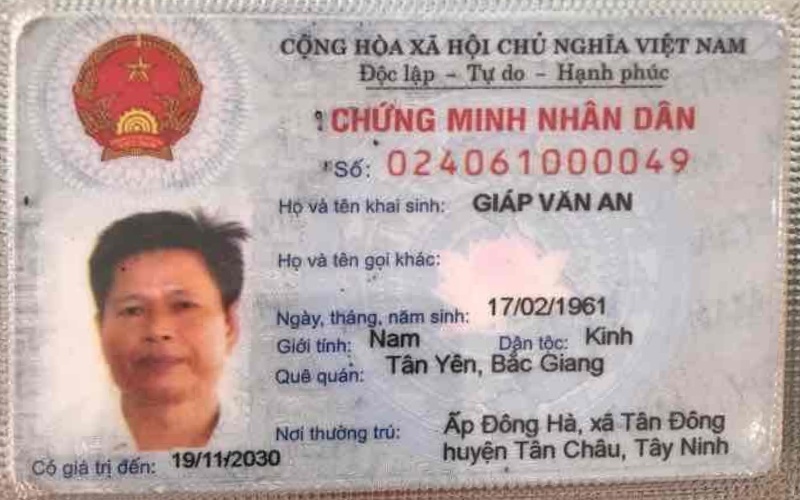 CỘNG HÒA XÃ HỘI CHỦ NGHĨA VIỆT NAM
Độc lập - Tự do - Hạnh phúc
CHỨNG MINH NHÂN DÂN
Số: 024061000049
Họ và tên khai sinh: GIÁP VĂN AN
Họ và tên gọi khác:
Ngày, tháng, năm sinh: 17/02/1961
Giới tính: Nam Dân tộc: Kinh
Quê quán: Tân Yên, Bắc Giang
Nơi thường trú: Ấp Đông Hà, xã Tân Đông
huyện Tân Châu, Tây Ninh
Có giá trị đến: 19/11/2030